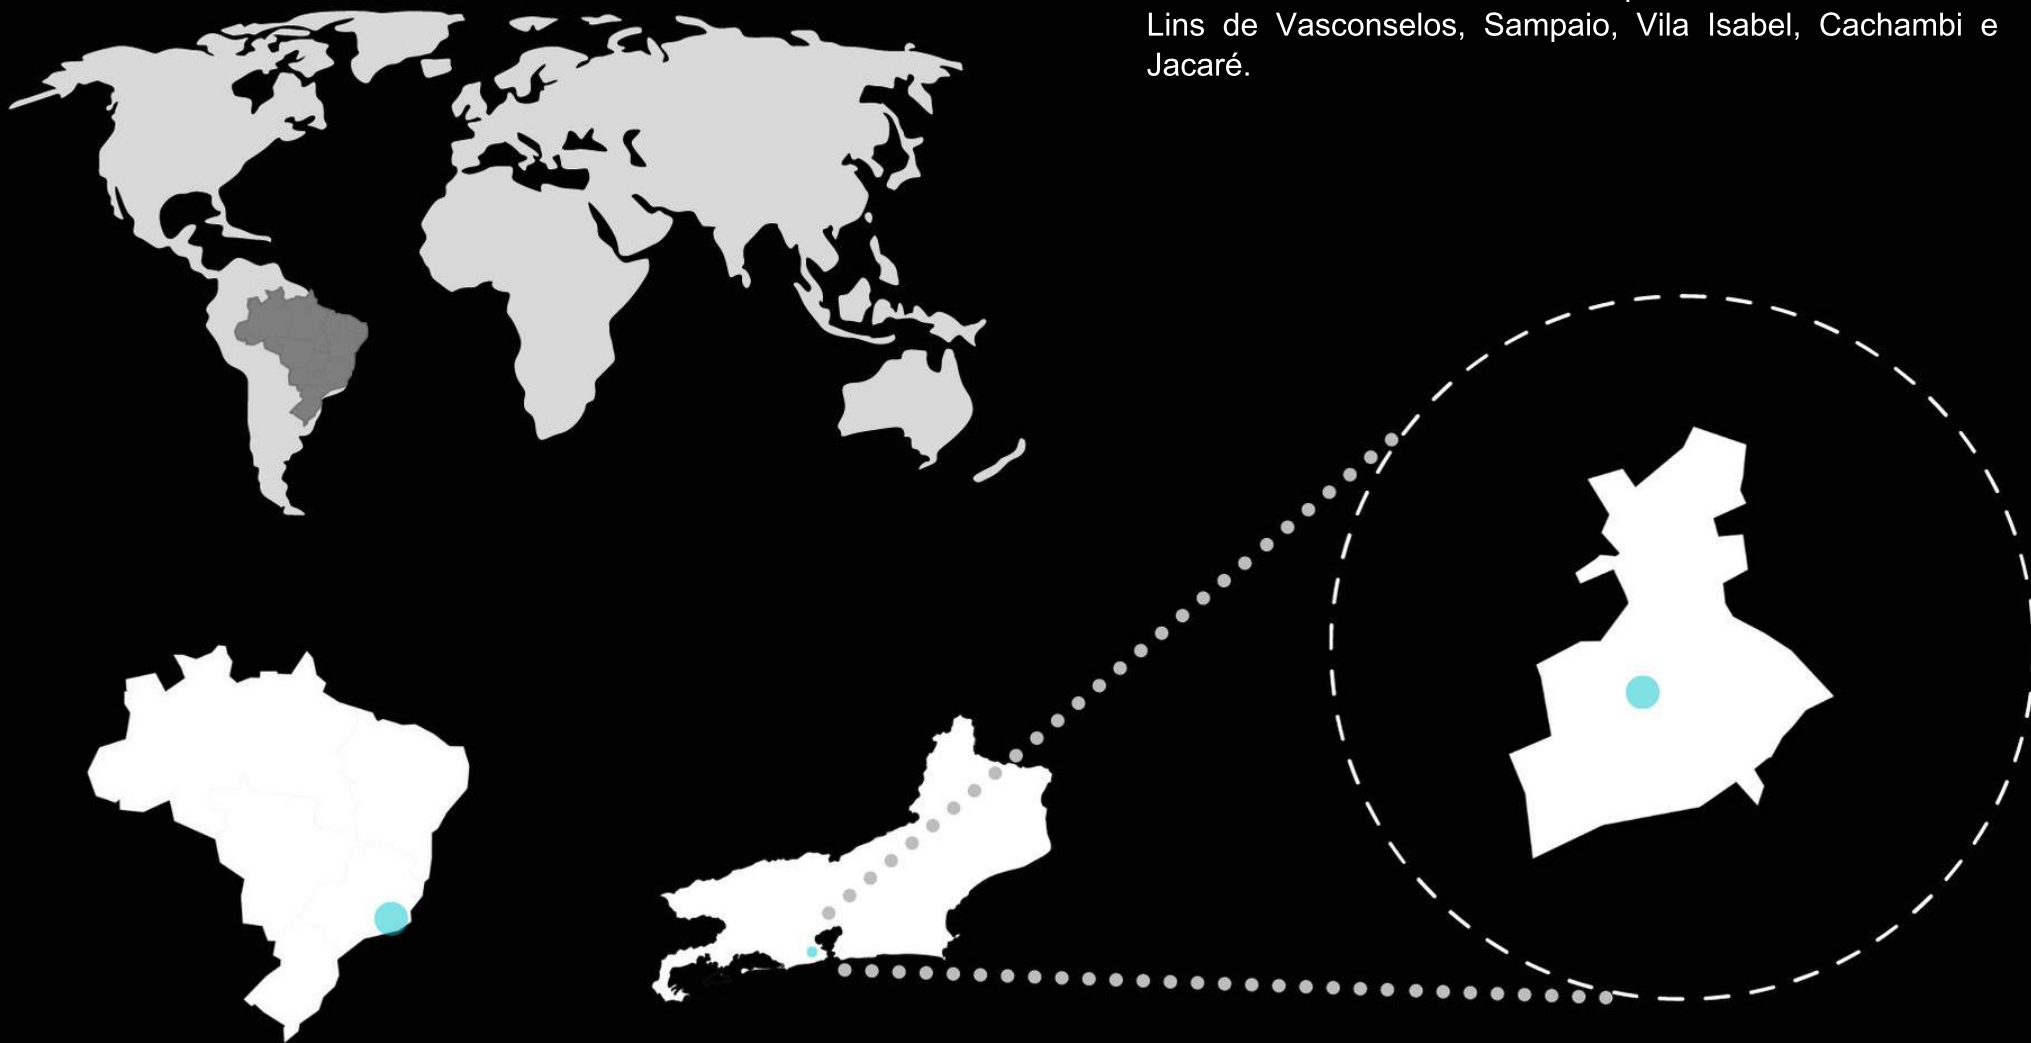 Lins de Vasconselos, Sampaio, Vila Isabel, Cachambi e
Jacaré.